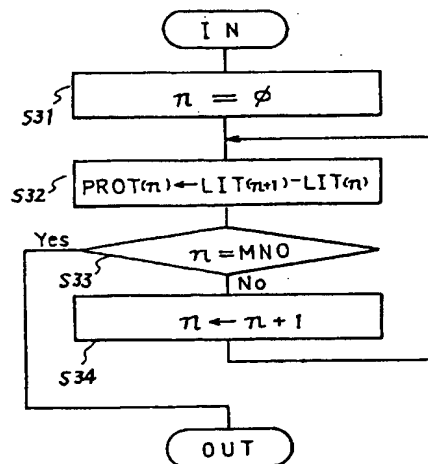 IN
S31
n = ø
S32
PROT(n) ← LIT(n+1)-LIT(n)
Yes
S33
n = MNO
No
n ← n + 1
S34
OUT